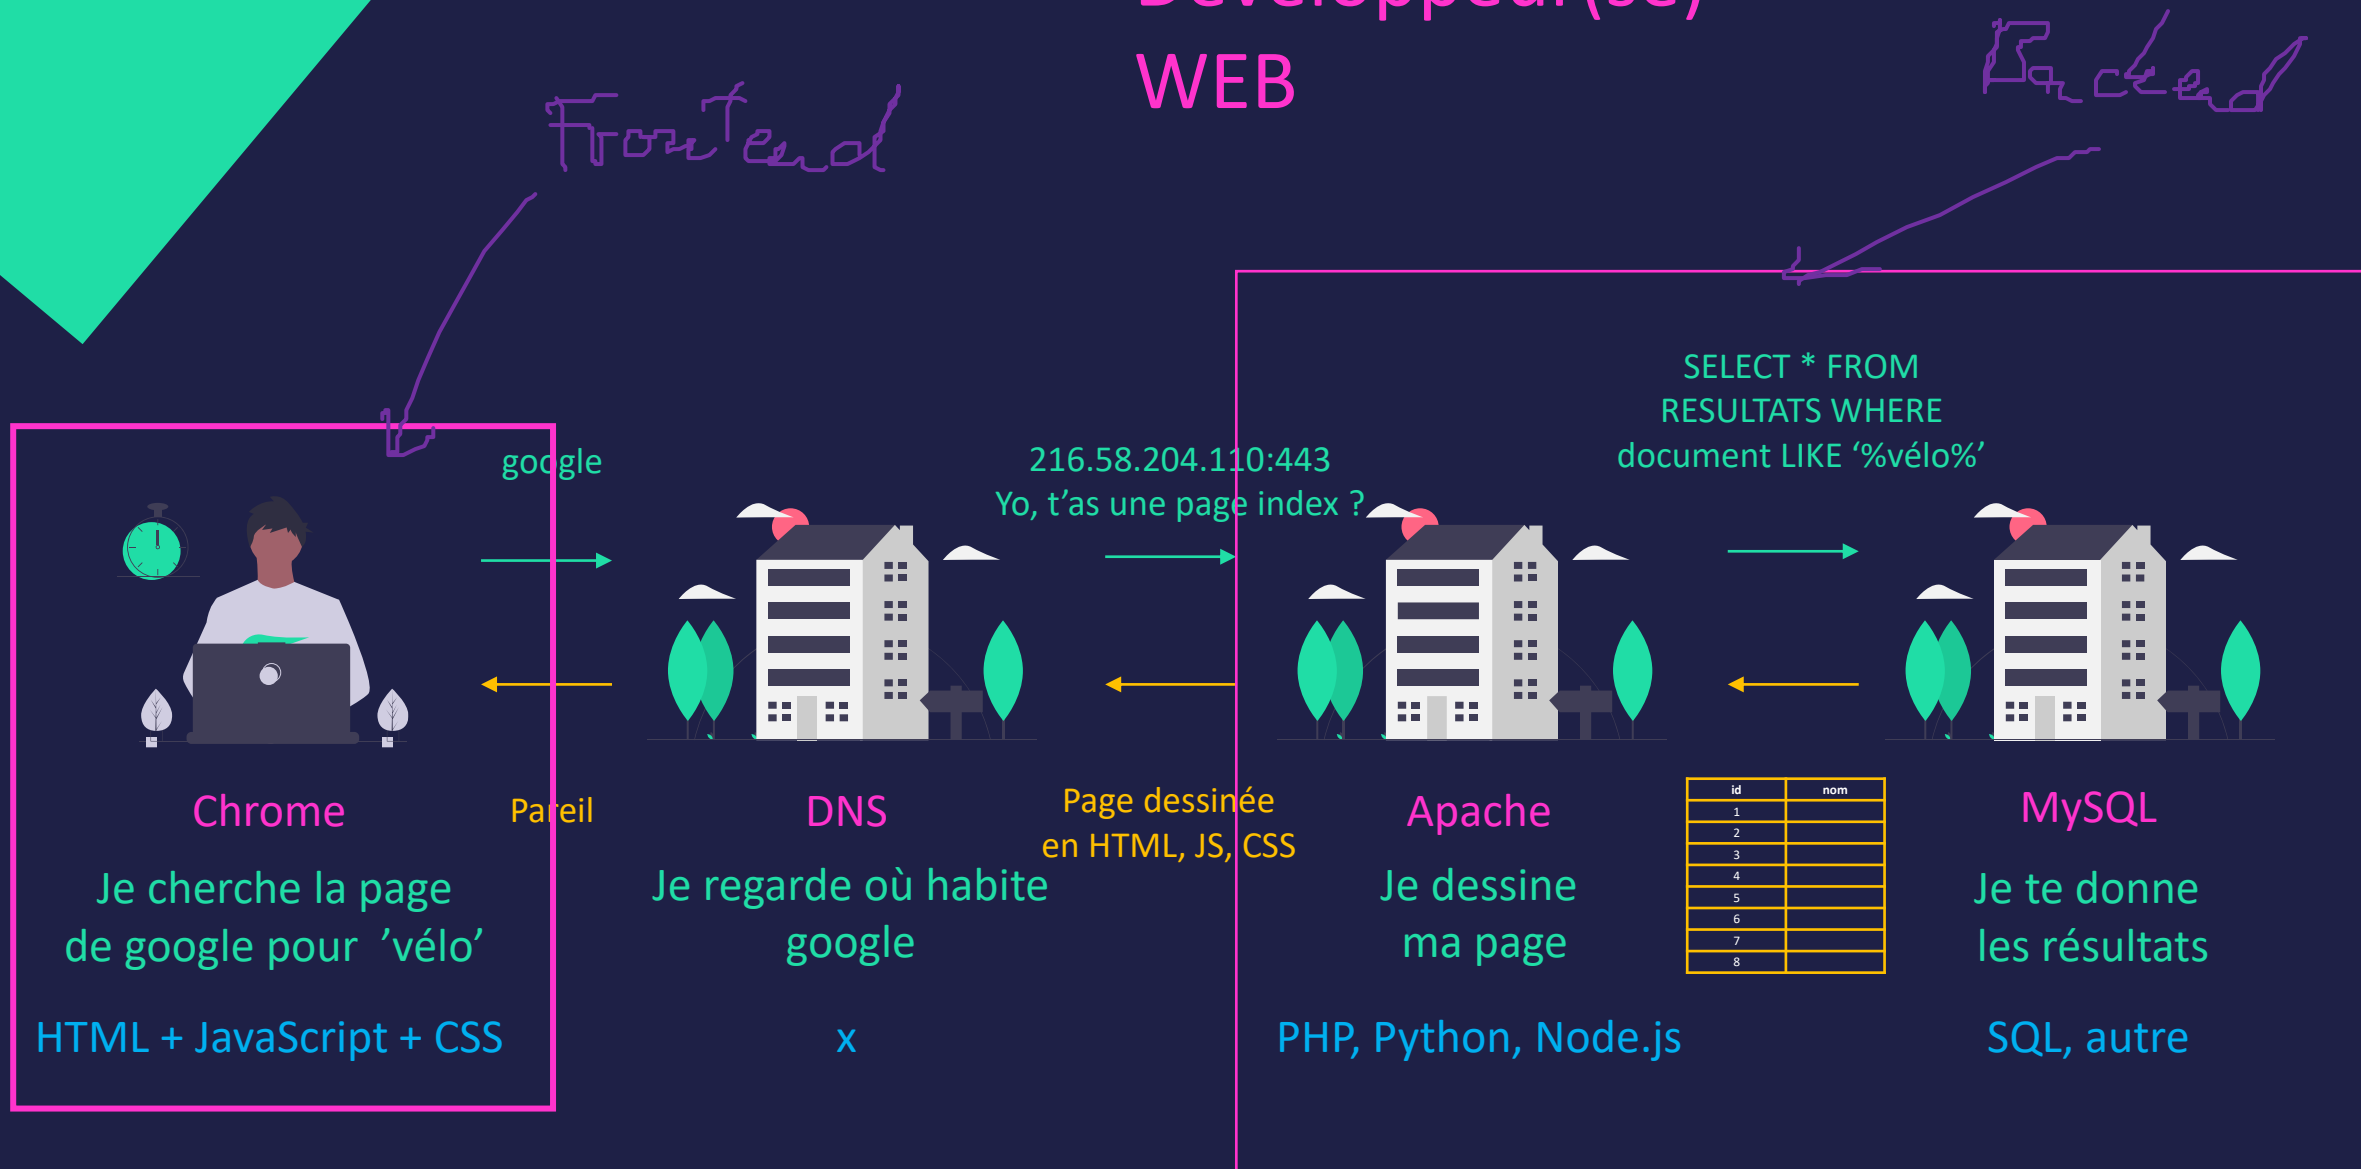 Développeur(se)
WEB
Frontend
Backend
SELECT * FROM
RESULTATS WHERE
document LIKE ‘%vélo%’
google
216.58.204.110:443
Yo, t’as une page index ?
Chrome
Pareil
DNS
Page dessinée
en HTML, JS, CSS
Apache
id nom
1
2
3
4
5
6
7
8
MySQL
Je cherche la page
de google pour ’vélo’
Je regarde où habite
google
Je dessine
ma page
Je te donne
les résultats
HTML + JavaScript + CSS
x
PHP, Python, Node.js
SQL, autre